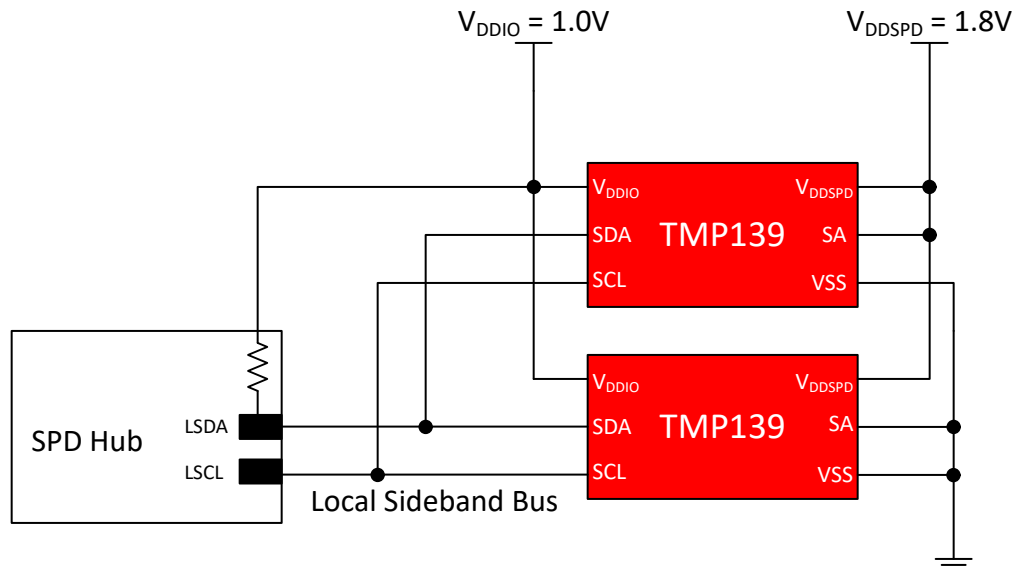 VDDIO = 1.0V
VDDSPD = 1.8V
VDDIO
VDDSPD
SDA
TMP139
SA
SCL
VSS
VDDIO
VDDSPD
SPD Hub
LSDA
SDA
TMP139
SA
LSCL
SCL
VSS
Local Sideband Bus